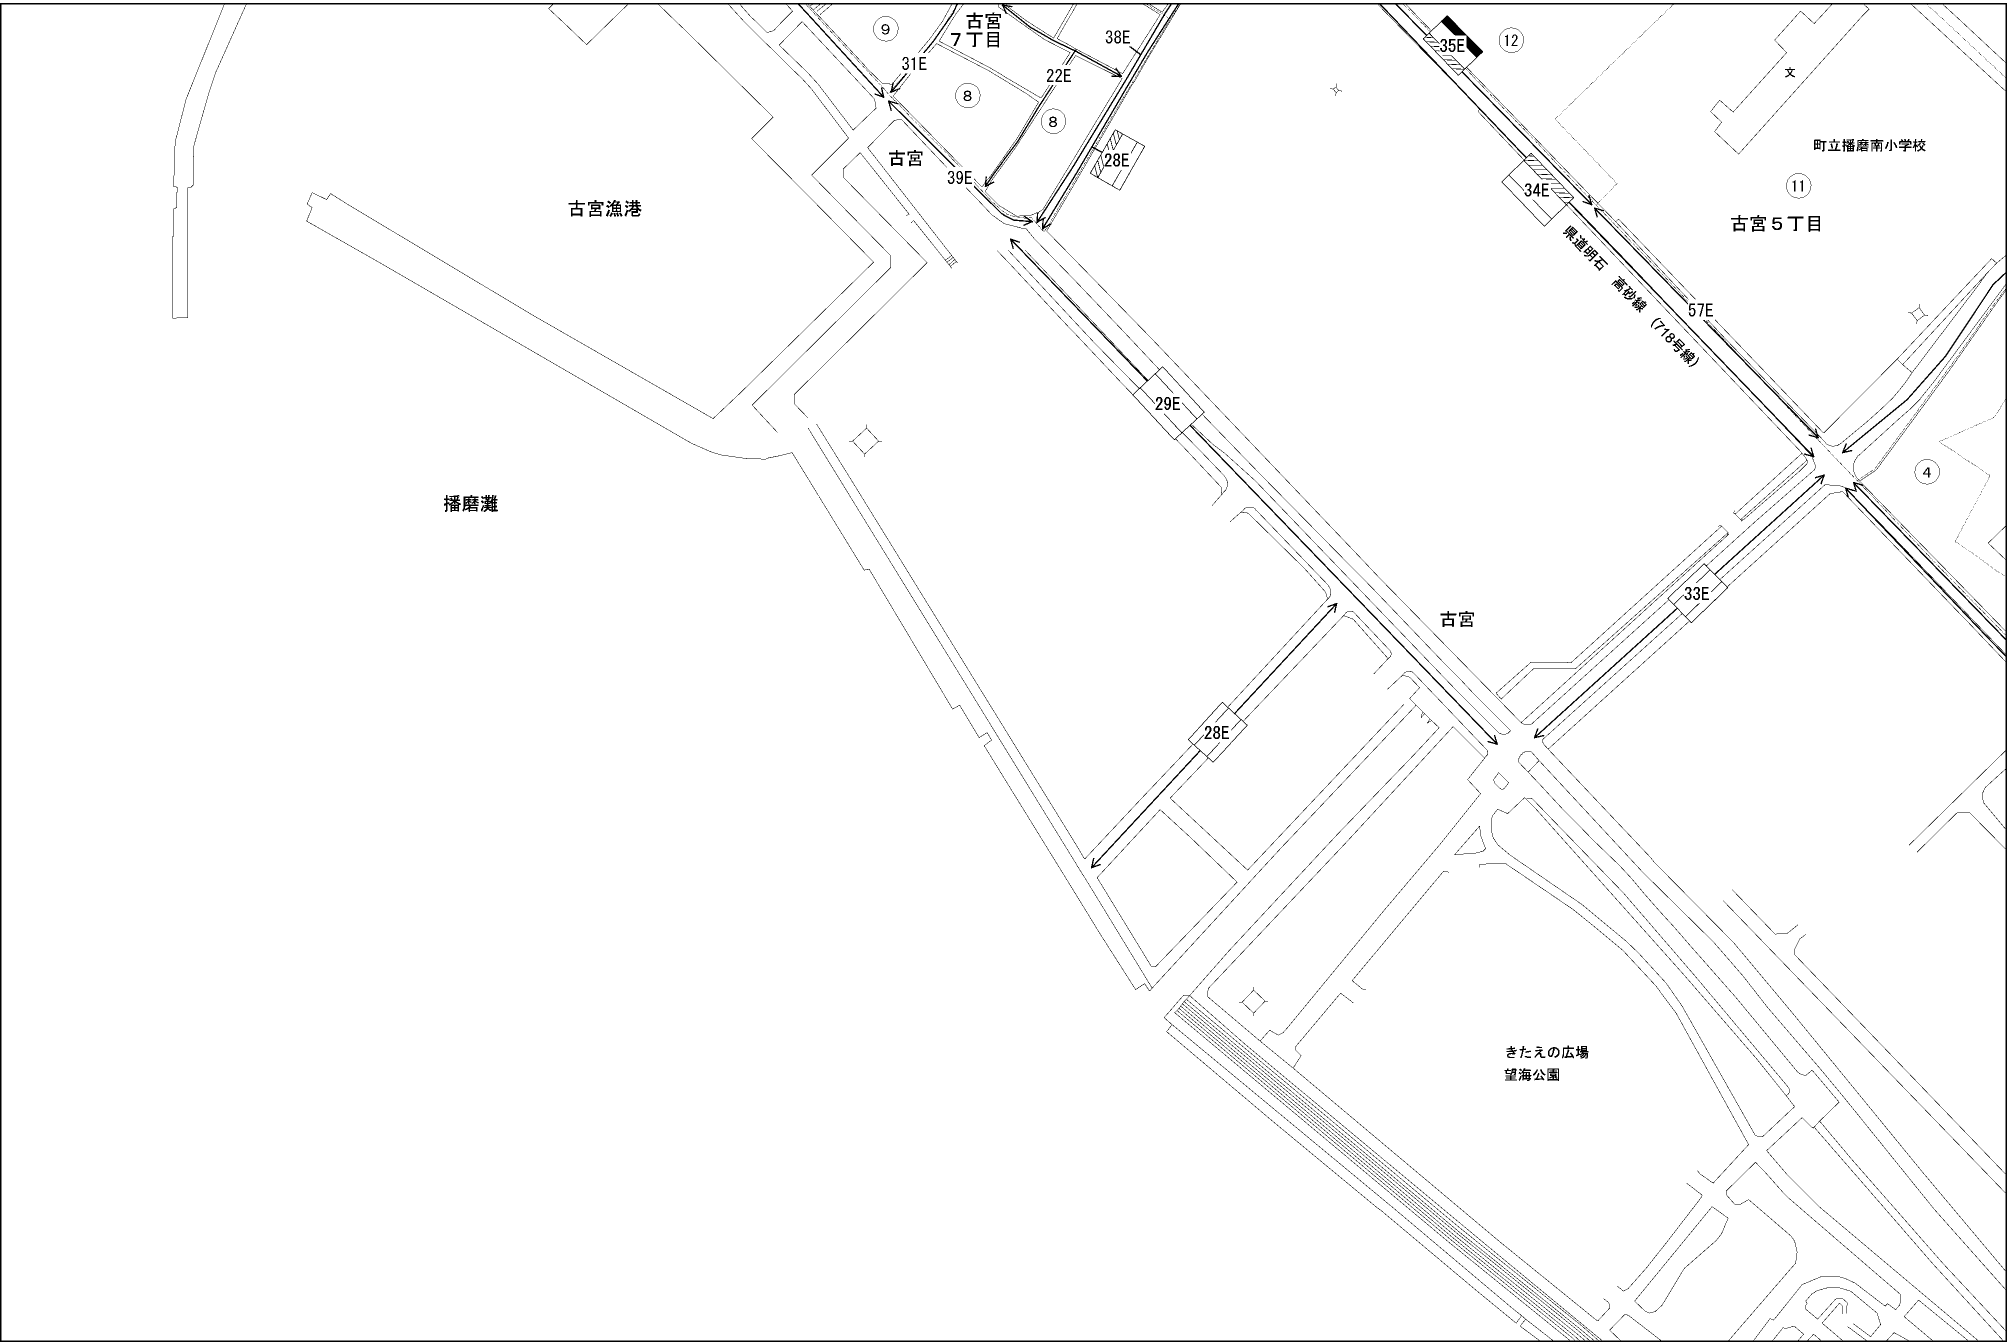 ⑨
古宮
７丁目
38E
35E
⑫
31E
22E
文
⑧
⑧
町立播磨南小学校
古宮
28E
39E
34E
⑪
古宮漁港
古宮５丁目
県道明石　高砂線　(718号線)
57E
29E
④
播磨灘
33E
古宮
28E
きたえの広場
望海公園